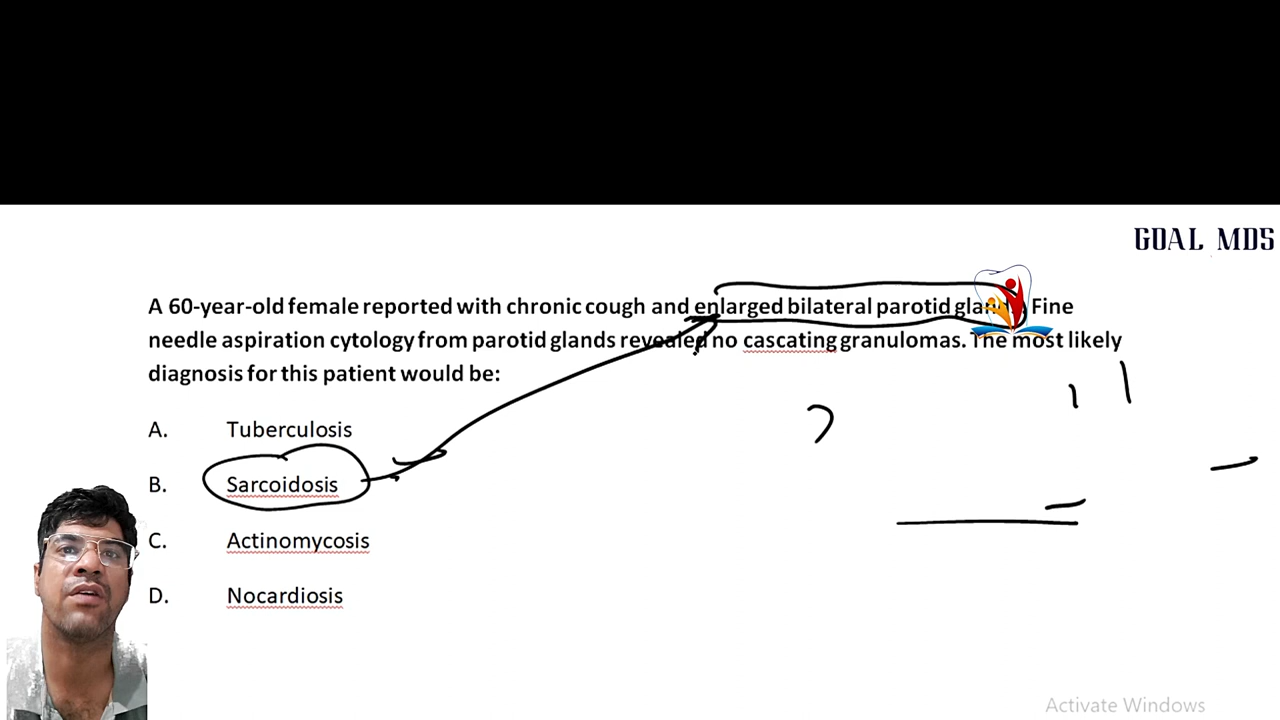 GOAL MDS
A 60-year-old female reported with chronic cough and enlarged bilateral parotid Fine
needle aspiration cytology from parotid glands revealed no cascating granulomas. The most likely
diagnosis for this patient would be:
A. Tuberculosis
B. Sarcoidosis
C. Actinomycosis
D. Nocardiosis
Activate Windows